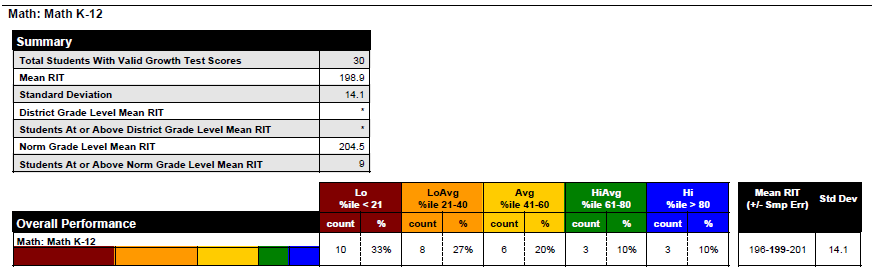 Math: Math K-12
Summary
Total Students With Valid Growth Test Scores 30
Mean RIT 198.9
Standard Deviation 14.1
District Grade Level Mean RIT *
Students At or Above District Grade Level Mean RIT *
Norm Grade Level Mean RIT 204.5
Students At or Above Norm Grade Level Mean RIT 9
Lo LoAvg Avg HiAvg Hi Mean RIT
%ile < 21 %ile 21-40 %ile 41-60 %ile 61-80 %ile > 80 (+/- Smp Err) Std Dev
Overall Performance count % count % count % count % count %
Math: Math K-12
10 33% 8 27% 6 20% 3 10% 3 10% 196-199-201 14.1